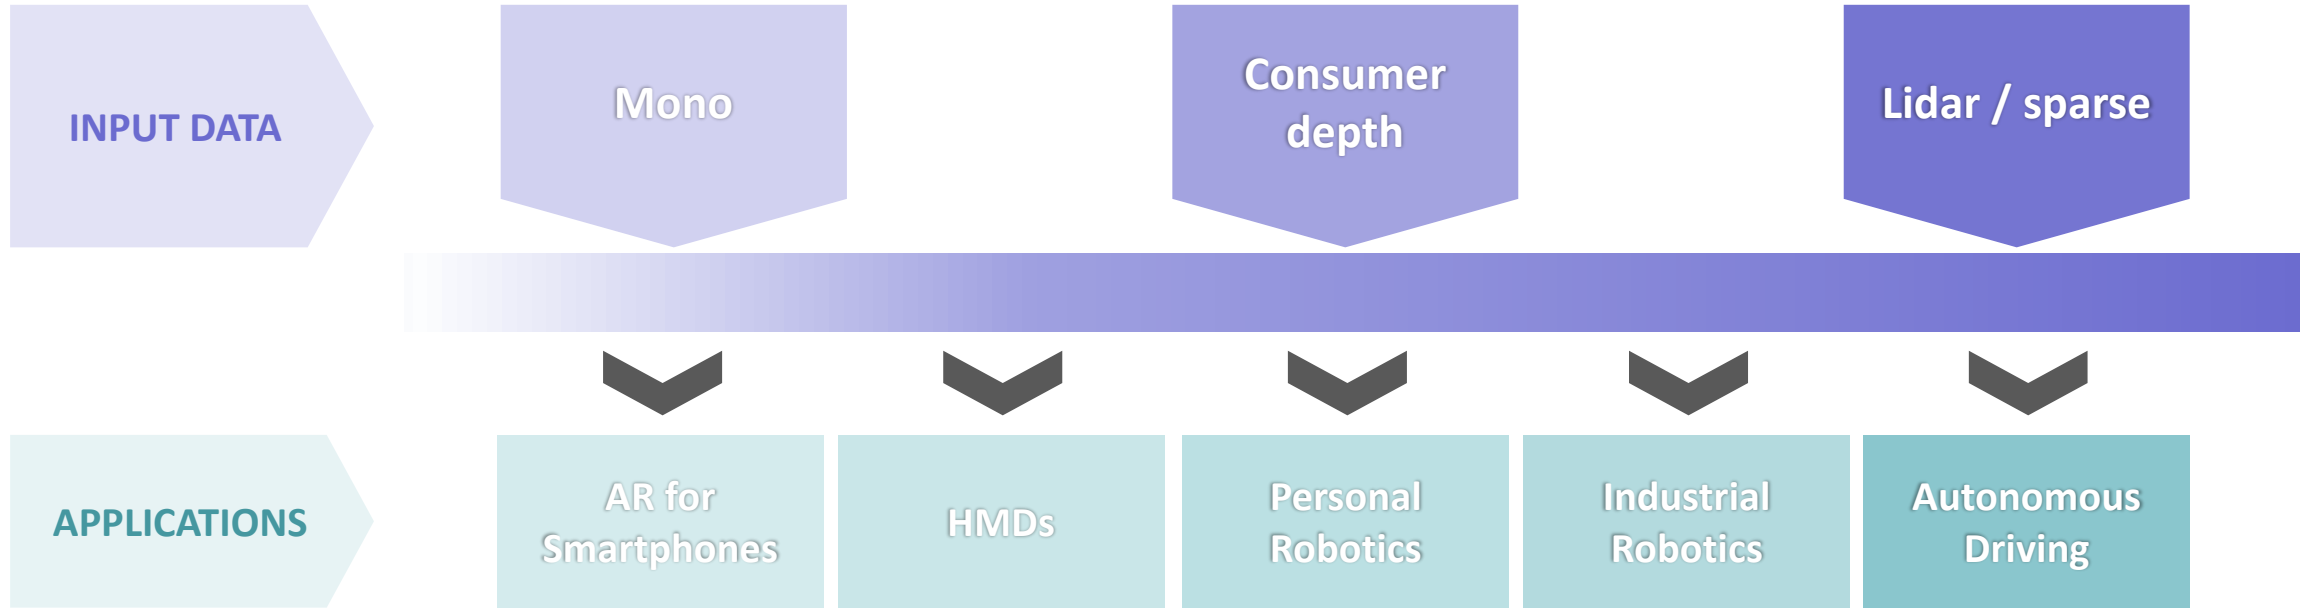 INPUT DATA
Mono
Consumer
depth
Lidar / sparse
APPLICATIONS
AR for
Smartphones
HMDs
Personal
Robotics
Industrial
Robotics
Autonomous
Driving